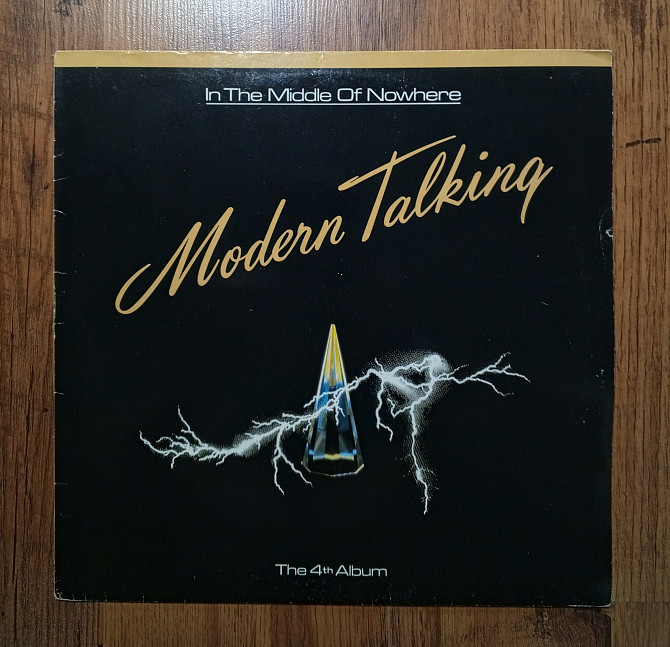 In The Middle Of Nowhere
Modern Talking
The 4th Album